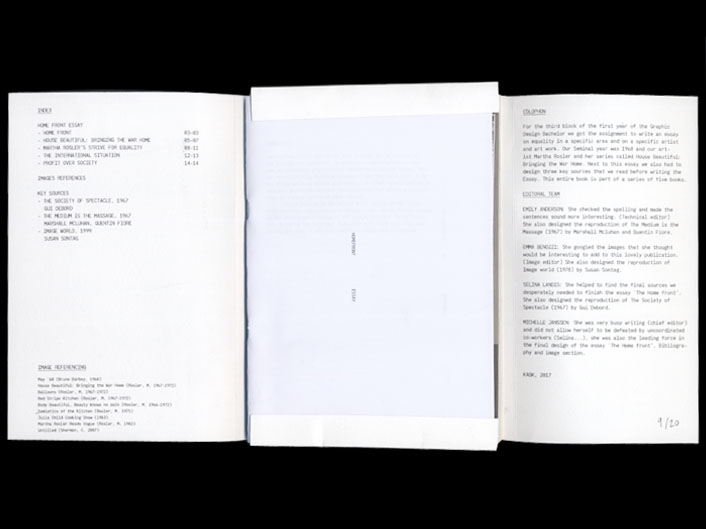 INDEX
HOME FRONT ESSAY
- HOME FRONT 03-03
- HOUSE BEAUTIFUL: BRINGING THE WAR HOME 05-07
- MARTHA ROSLER'S STRIVE FOR EQUALITY 08-11
- THE INTERNATIONAL SITUATION 12-13
- PROFIT OVER SOCIETY 14-14
IMAGES REFERENCES
KEY SOURCES
- THE SOCIETY OF SPECTACLE, 1967
GUI DEBORD
- THE MEDIUM IS THE MASSAGE, 1967
MARSHALL MCLUHAN, QUENTIN FIORE
- IMAGE WORLD, 1999
SUSAN SONTAG
IMAGE REFERENCING
May '68 (Bruno Barbey, 1968)
House Beautiful: Bringing the War Home (Rosler, M. 1967-1972)
Balloons (Rosler, M. 1967-1972)
Red Stripe Kitchen (Rosler, M. 1967-1972)
Body Beautiful, Beauty Knows no pain (Rosler, M. 1966-1972)
Semiotics of the Kitchen (Rosler, M. 1975)
Julia Child Cooking Show (1963)
Martha Rosler Reads Vogue (Rosler, M. 1982)
Untitled (Sherman, C. 2007)
HOMEFRONT
ESSAY
COLOPHON
For the third block of the first year of the Graphic
Design Bachelor we got the assignment to write an essay
on equality in a specific area and on a specific artist
and art work. Our Seminal year was 1968 and our art-
ist Martha Rosler and her series called House Beautiful:
Bringing the War Home. Next to this essay we also had to
design three key sources that we read before writing the
Essay. This entire book is part of a series of five books.
EDITORIAL TEAM
EMILY ANDERSON: She checked the spelling and made the
sentences sound more interesting. (Technical editor)
She also designed the reproduction of The Medium is the
Massage (1967) by Marshall McLuhan and Quentin Fiore.
EMMA She googled the images that she thought
would be interesting to add to this lovely publication.
(Image editor) She also designed the reproduction of
image world (1978) by Susan Sontag.
SELINA LANDIS: She helped to find the final sources we
desperately needed to finish the essay 'The Home front'.
She also designed the reproduction of The Society of
Spectacle (1967) by Gui Debord.
MICHELLE JANSSEN: She was very busy writing (chief editor)
and did not allow herself to be defeated by uncoordinated
co-workers (Selina...). she was also the leading force in
the final design of the essay 'The Home front'. Bibliogra-
phy and image section.
KABK, 2017
9/20